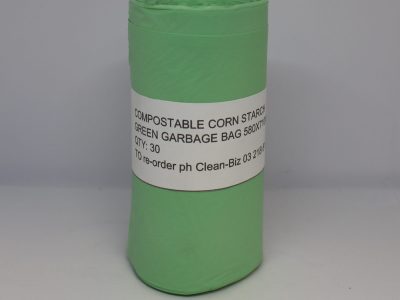 COMPOSTABLE CORN STARCH
GREEN GARBAGE BAG
QTY: 30
TO re-order ph Clean-Biz 03